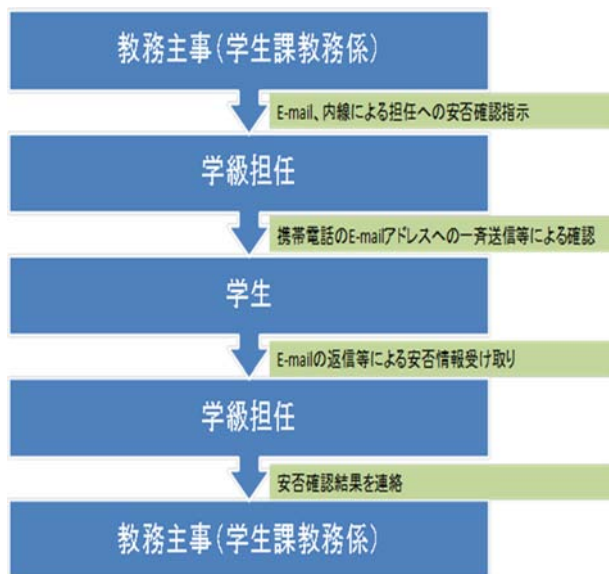 教務主事(学生課教務係)
E-mail、内線による担任への安否確認指示
学級担任
携帯電話のE-mailアドレスへの一斉送信等による確認
学生
E-mailの返信等による安否情報受け取り
学級担任
安否確認結果を連絡
教務主事(学生課教務係)